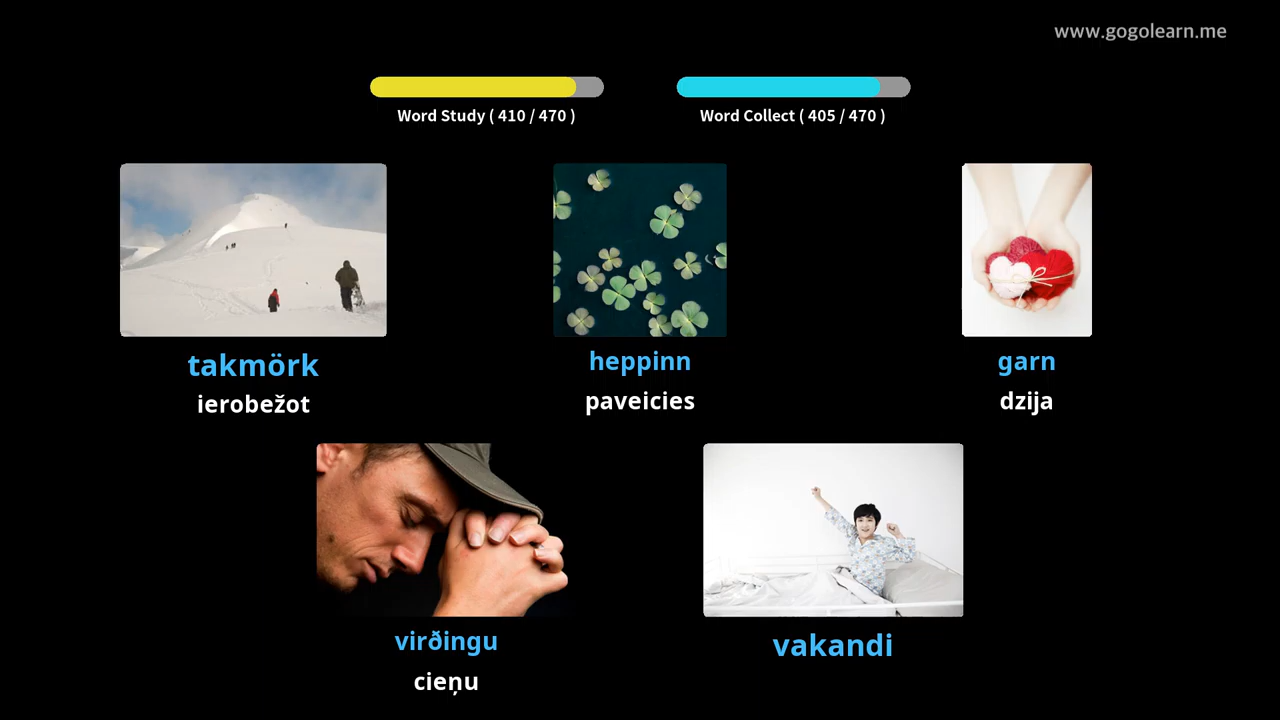 www.gogolearn.me
Word Study ( 410 / 470 )
Word Collect ( 405 / 470 )
takmörk
ierobežot
heppinn
paveicies
garn
dzija
virðingu
cieņu
vakandi